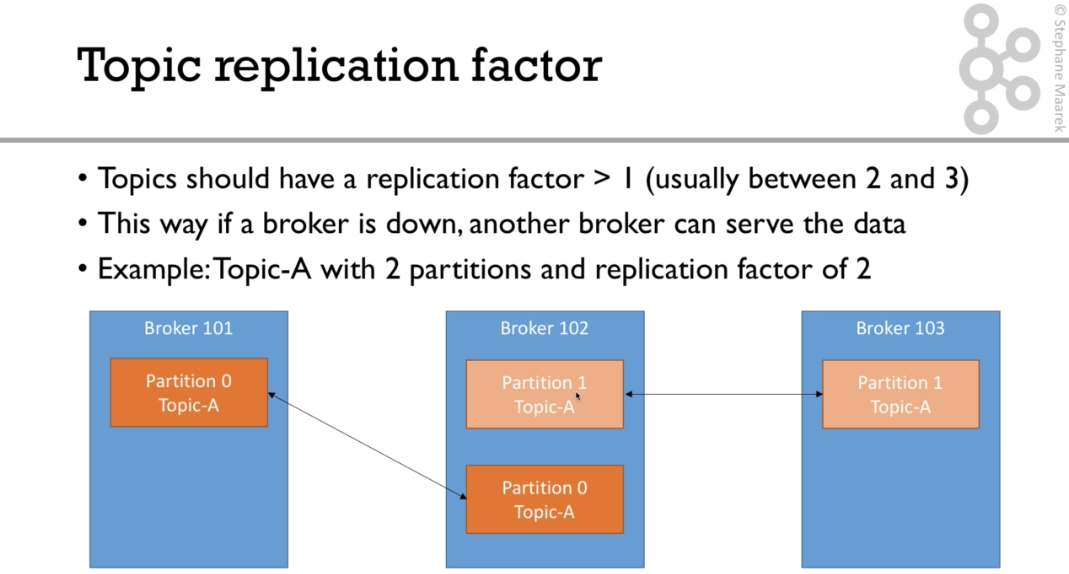 Topic replication factor
© Stephane Maarek
• Topics should have a replication factor > 1 (usually between 2 and 3)
• This way if a broker is down, another broker can serve the data
• Example: Topic-A with 2 partitions and replication factor of 2
Broker 101
Partition 0
Topic-A
Broker 102
Partition 1
Topic-A
Partition 0
Topic-A
Broker 103
Partition 1
Topic-A